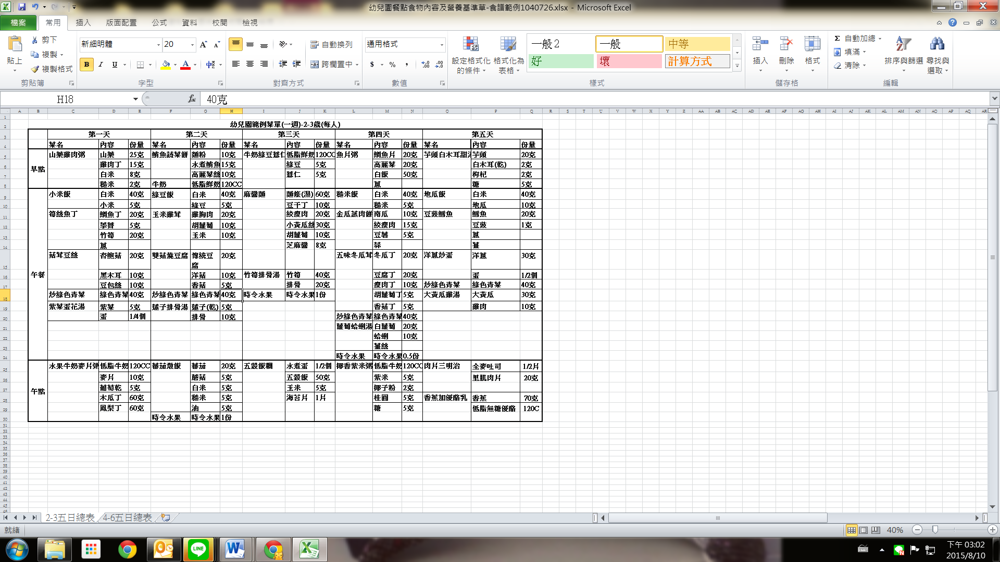 幼兒園餐點食物內容及營養基準草-食譜範例1040726.xlsx - Microsoft Excel
檔案 常用 插入 版面配置 公式 資料 校閱 檢視
貼上 剪下 複製 複製格式 剪貼簿
新細明體 20 B I U 字型
自動換列 跨欄置中 對齊方式
通用格式 $ % , 數值
設定格式化的條件 格式化為表格 一般 2 一般 中等 好 壞 計算方式 樣式
插入 刪除 格式 儲存格
Σ 自動加總 填滿 清除 排序與篩選 尋找與選取 編輯
H18 fx 40克
A B C D E F G H I J K L M N O P Q R S T U V W X Y Z AA AB AC AD AE AF AG AH AI AJ AK AL AM AN AO AP AQ AR
幼兒園範例菜單(一週)-2-3歲(每人)
第一天 第二天 第三天 第四天 第五天
菜名 內容 份量 菜名 內容 份量 菜名 內容 份量 菜名 內容 份量 菜名 內容 份量
早點
山藥雞肉粥 山藥 25克 鮪魚蔬菜餅 麵粉 10克 牛奶綠豆薏仁 低脂鮮奶 120CC 魚片粥 鯛魚片 20克 芋頭白木耳甜湯 芋頭 20克
雞肉丁 15克 水煮鮪魚 15克 綠豆 5克 高麗菜 20克 白木耳(乾) 2克
白米 8克 高麗菜絲 10克 薏仁 5克 白飯 50克 枸杞 2克
糙米 2克 牛奶 低脂鮮奶 120CC 蔥 糖 5克
午餐
小米飯 白米 40克 綠豆飯 白米 40克 麻醬麵 麵條(濕) 60克 糙米飯 白米 40克 地瓜飯 白米 40克
小米 5克 綠豆 5克 豆干丁 10克 糙米 5克 地瓜 10克
筍絲魚丁 鯛魚丁 20克 玉米雞茸 雞胸肉 20克 絞瘦肉 20克 金瓜蒸肉餅 南瓜 10克 豆豉鱈魚 鱈魚 20克
荸薺 5克 胡蘿蔔 10克 小黃瓜絲 30克 絞瘦肉 15克 豆豉 1克
竹筍 20克 玉米 10克 胡蘿蔔 10克 豆薯 5克 蔥
蔥 芝麻醬 8克 蒜 薑
菇茸豆絲 杏鮑菇 20克 雙菇燒豆腐 傳統豆腐 20克 五味冬瓜茸 冬瓜丁 20克 洋蔥炒蛋 洋蔥 30克
黑木耳 10克 洋菇 10克 竹筍排骨湯 竹筍 40克 豆腐丁 20克 蛋 1/2個
豆包絲 10克 香菇 5克 排骨 20克 瘦肉丁 10克 炒綠色青菜 綠色青菜 40克
炒綠色青菜 綠色青菜 40克 炒綠色青菜 綠色青菜 40克 時令水果 時令水果 1份 胡蘿蔔丁 5克 大黃瓜雞湯 大黃瓜 30克
紫菜蛋花湯 紫菜 5克 蓮子排骨湯 蓮子(乾) 5克 香菇丁 5克 雞肉 10克
蛋 1/4個 排骨 10克 炒綠色青菜 綠色青菜 40克
蘿蔔蛤蜊湯 白蘿蔔 20克
蛤蜊 10克
薑絲
時令水果 時令水果 0.5份
午點
水果牛奶麥片粥 低脂牛奶 120CC 蕃茄燉飯 蕃茄 20克 五穀飯糰 水煮蛋 1/2個 椰香紫米粥 低脂牛奶 120CC 肉片三明治 全麥吐司 1/2片
麥片 10克 蘑菇 5克 五穀飯 50克 紫米 5克 里肌肉片 20克
葡萄乾 5克 白米 5克 玉米 5克 椰子粉 2克
木瓜丁 60克 糙米 5克 海苔片 1片 桂圓 5克 香蕉加優酪乳 香蕉 70克
鳳梨丁 60克 油 5克 糖 5克 低脂無糖優酪 120C
時令水果 時令水果 1份
2-3五日總表 4-6五日總表
就緒 40%
LINE
下午 03:02
2015/8/10